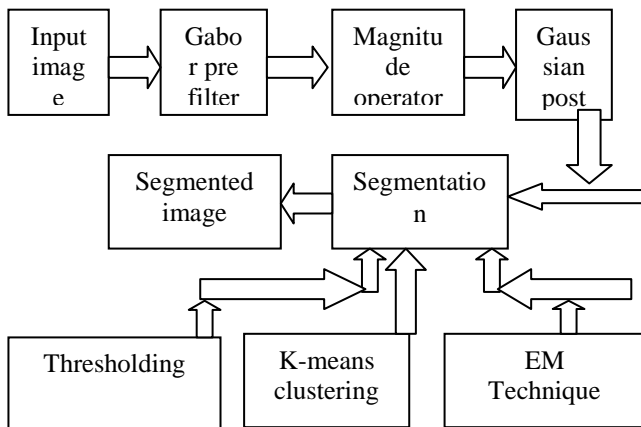 Input
imag
e
Gabo
r pre
filter
Magnitu
de
operator
Gaus
sian
post
Segmented
image
Segmentatio
n
Thresholding
K-means
clustering
EM
Technique